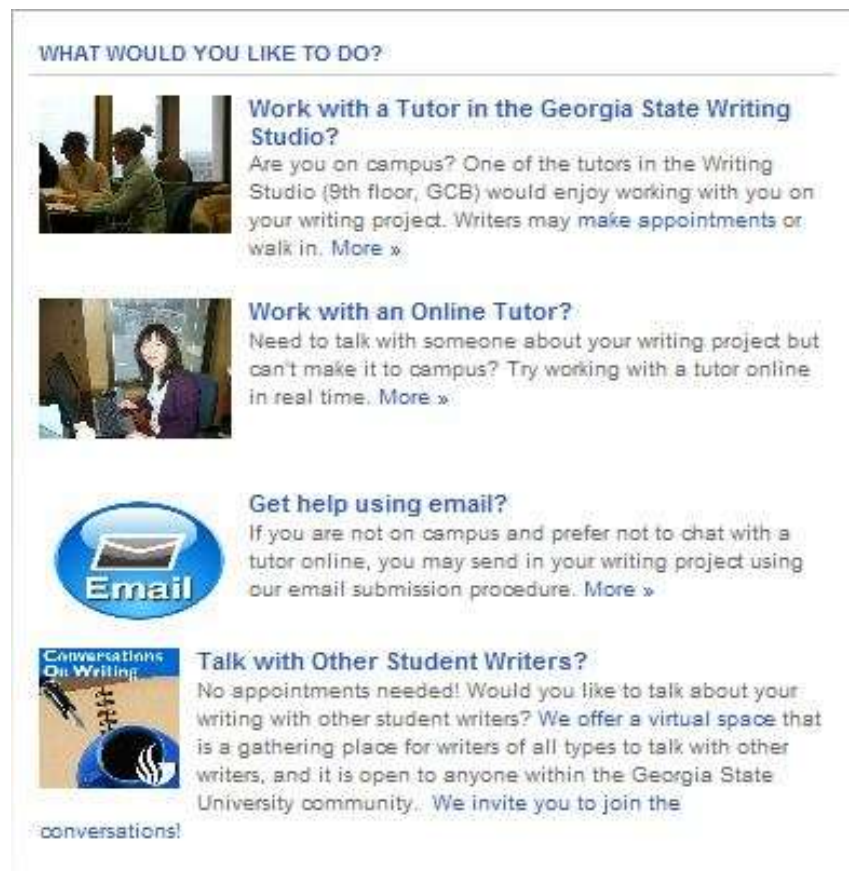 WHAT WOULD YOU LIKE TO DO?
Work with a Tutor in the Georgia State Writing
Studio?
Are you on campus? One of the tutors in the Writing
Studio (9th floor, GCB) would enjoy working with you on
your writing project. Writers may make appointments or
walk in. More »
Work with an Online Tutor?
Need to talk with someone about your writing project but
can't make it to campus? Try working with a tutor online
in real time. More »
Get help using email?
If you are not on campus and prefer not to chat with a
tutor online, you may send in your writing project using
our email submission procedure. More »
Email
Conversations
On Writing
Talk with Other Student Writers?
No appointments needed! Would you like to talk about your
writing with other student writers? We offer a virtual space that
is a gathering place for writers of all types to talk with other
writers, and it is open to anyone within the Georgia State
University community. We invite you to join the
conversations!